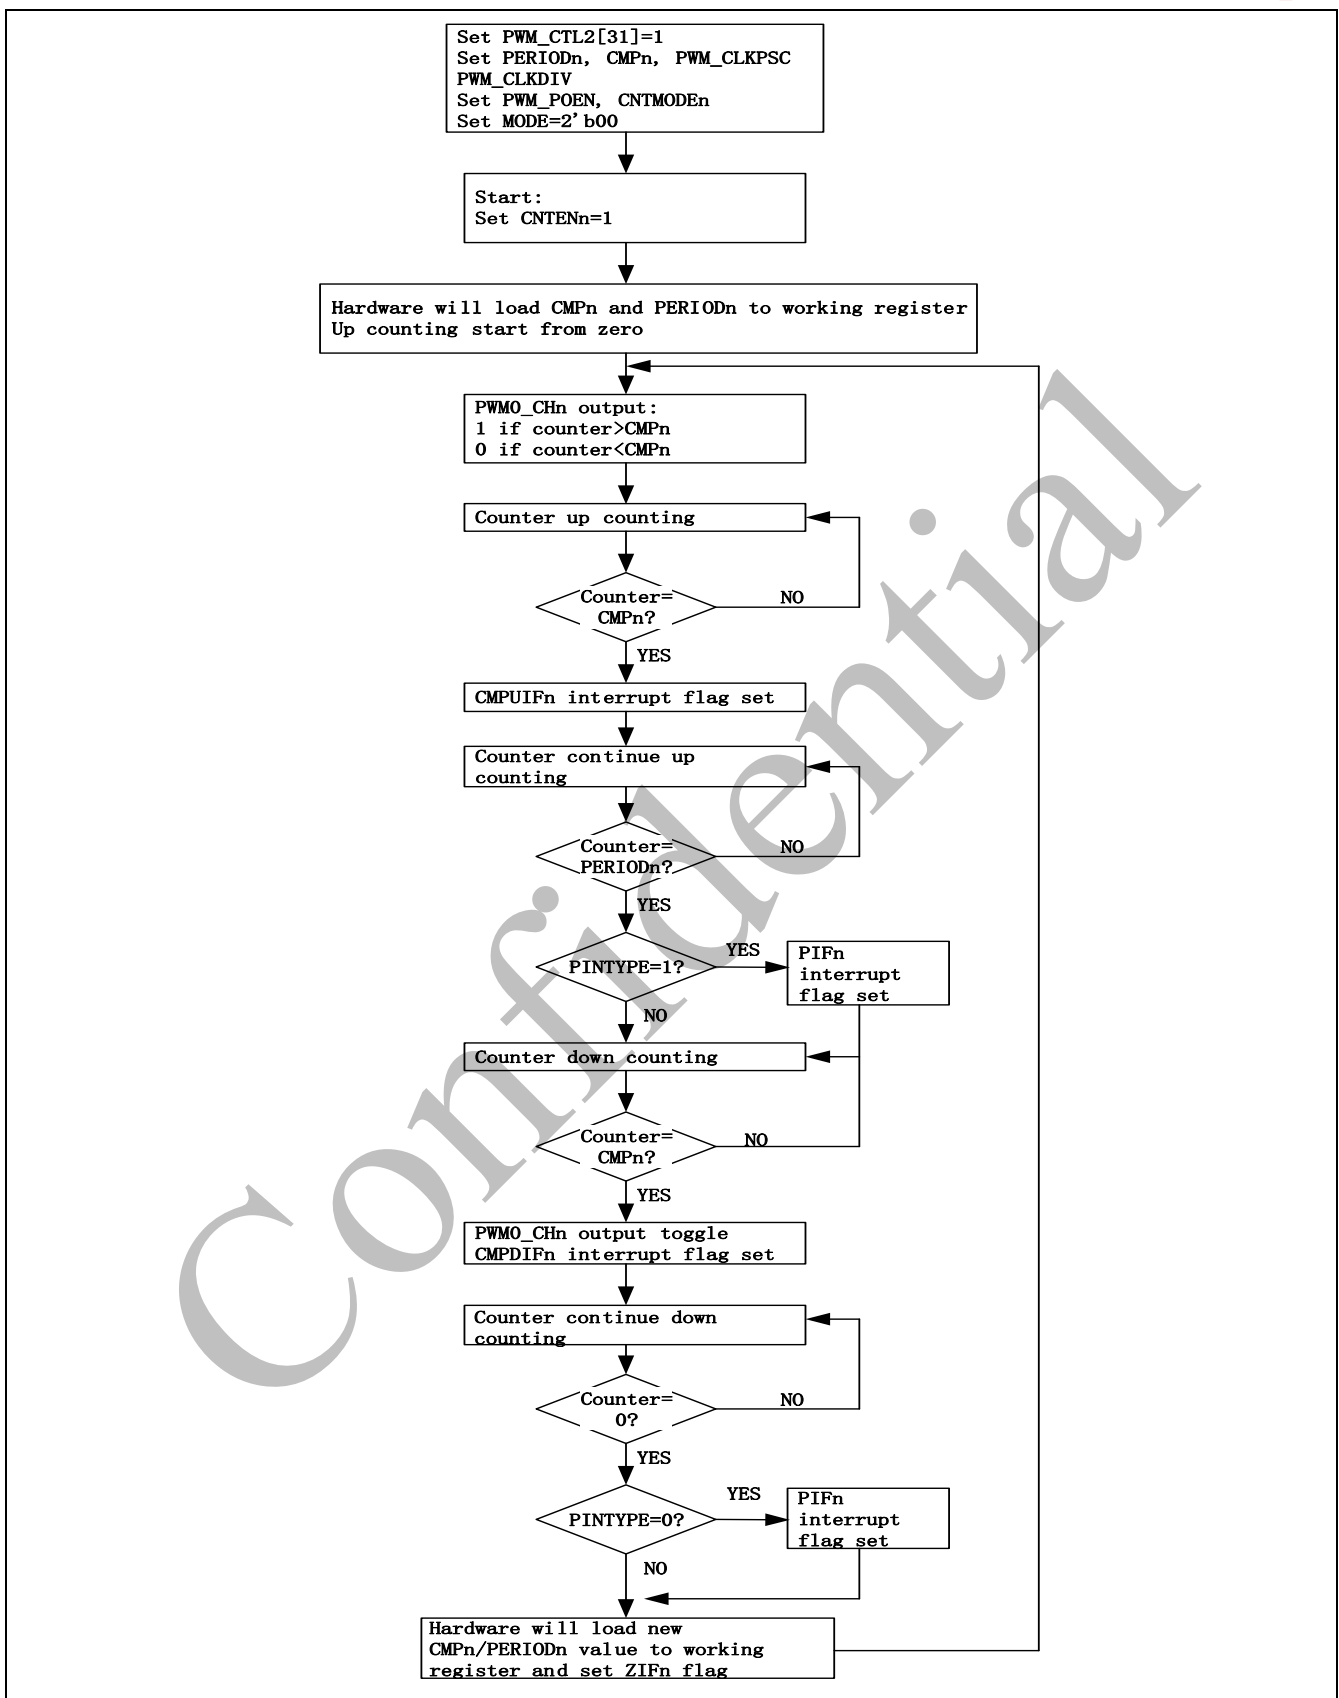 Set PWM_CTL2[31]=1
Set PERIODn, CMPn, PWM_CLKPSC
PWM_CLKDIV
Set PWM_POEN, CNTMODEn
Set MODE=2'b00
Start:
Set CNTENn=1
Hardware will load CMPn and PERIODn to working register
Up counting start from zero
PWM0_CHn output:
1 if counter>CMPn
0 if counter<CMPn
Counter up counting
Counter=
CMPn?
NO
YES
CMPUIFn interrupt flag set
Counter continue up
counting
Counter=
PERIODn?
NO
YES
PINTYPE=1?
YES
PIFn
interrupt
flag set
NO
Counter down counting
Counter=
CMPn?
NO
YES
PWM0_CHn output toggle
CMPDIFn interrupt flag set
Counter continue down
counting
Counter=
0?
NO
YES
PINTYPE=0?
YES
PIFn
interrupt
flag set
NO
Hardware will load new
CMPn/PERIODn value to working
register and set ZIFn flag
Confidential